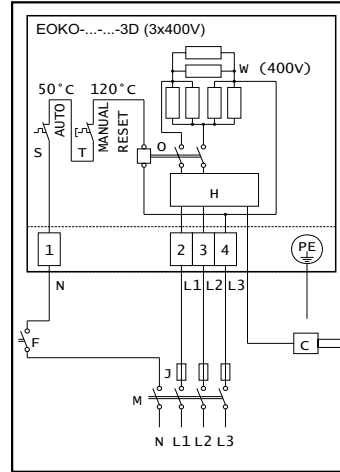 EOKO-...-...-3D (3x400V)
W (400V)
50°C 120°C
AUTO
MANUAL
RESET
S T O
H
1 2 3 4 PE
N L1 L2 L3
F C
J
M
N L1 L2 L3